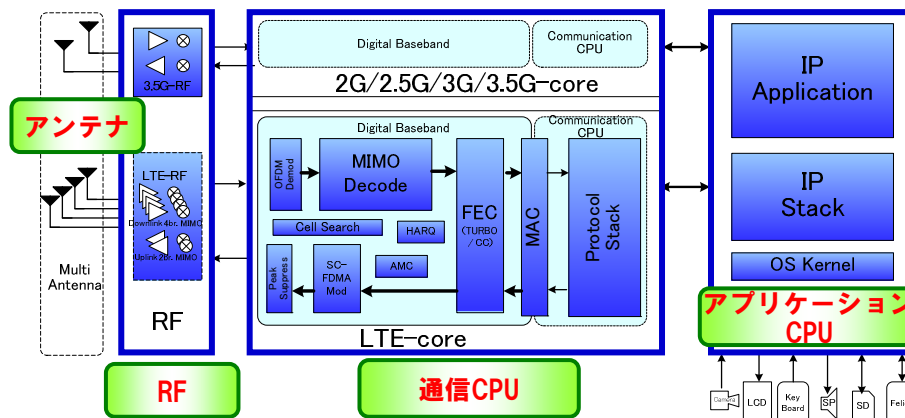 3.5G-RF
アンテナ
LTE-RF
Downlink 4br. MIMO
Uplink 2Br. MIMO
Multi
Antenna
RF
RF
Digital Baseband
Communication
CPU
2G/2.5G/3G/3.5G-core
Digital Baseband
Communication
CPU
OFDM
Demod
MIMO
Decode
Cell Search
HARQ
FEC
(TURBO
/CC)
MAC
Protocol
Stack
Peak
Suppress
SC-
FDMA
Mod
AMC
LTE-core
通信CPU
IP
Application
IP
Stack
OS Kernel
アプリケーション
CPU
Camera
LCD
Key
Board
SP
SD
Felic